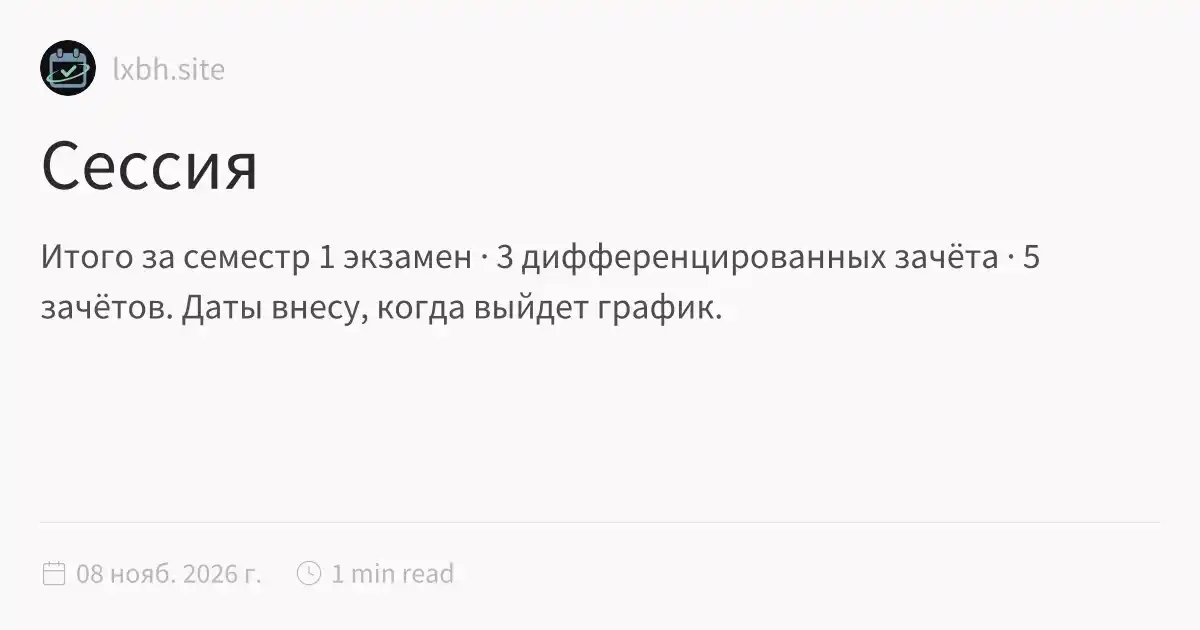 lxbh.site
Сессия
Итого за семестр 1 экзамен · 3 дифференцированных зачёта · 5
зачётов. Даты внесу, когда выйдет график.
08 нояб. 2026 г. 1 min read